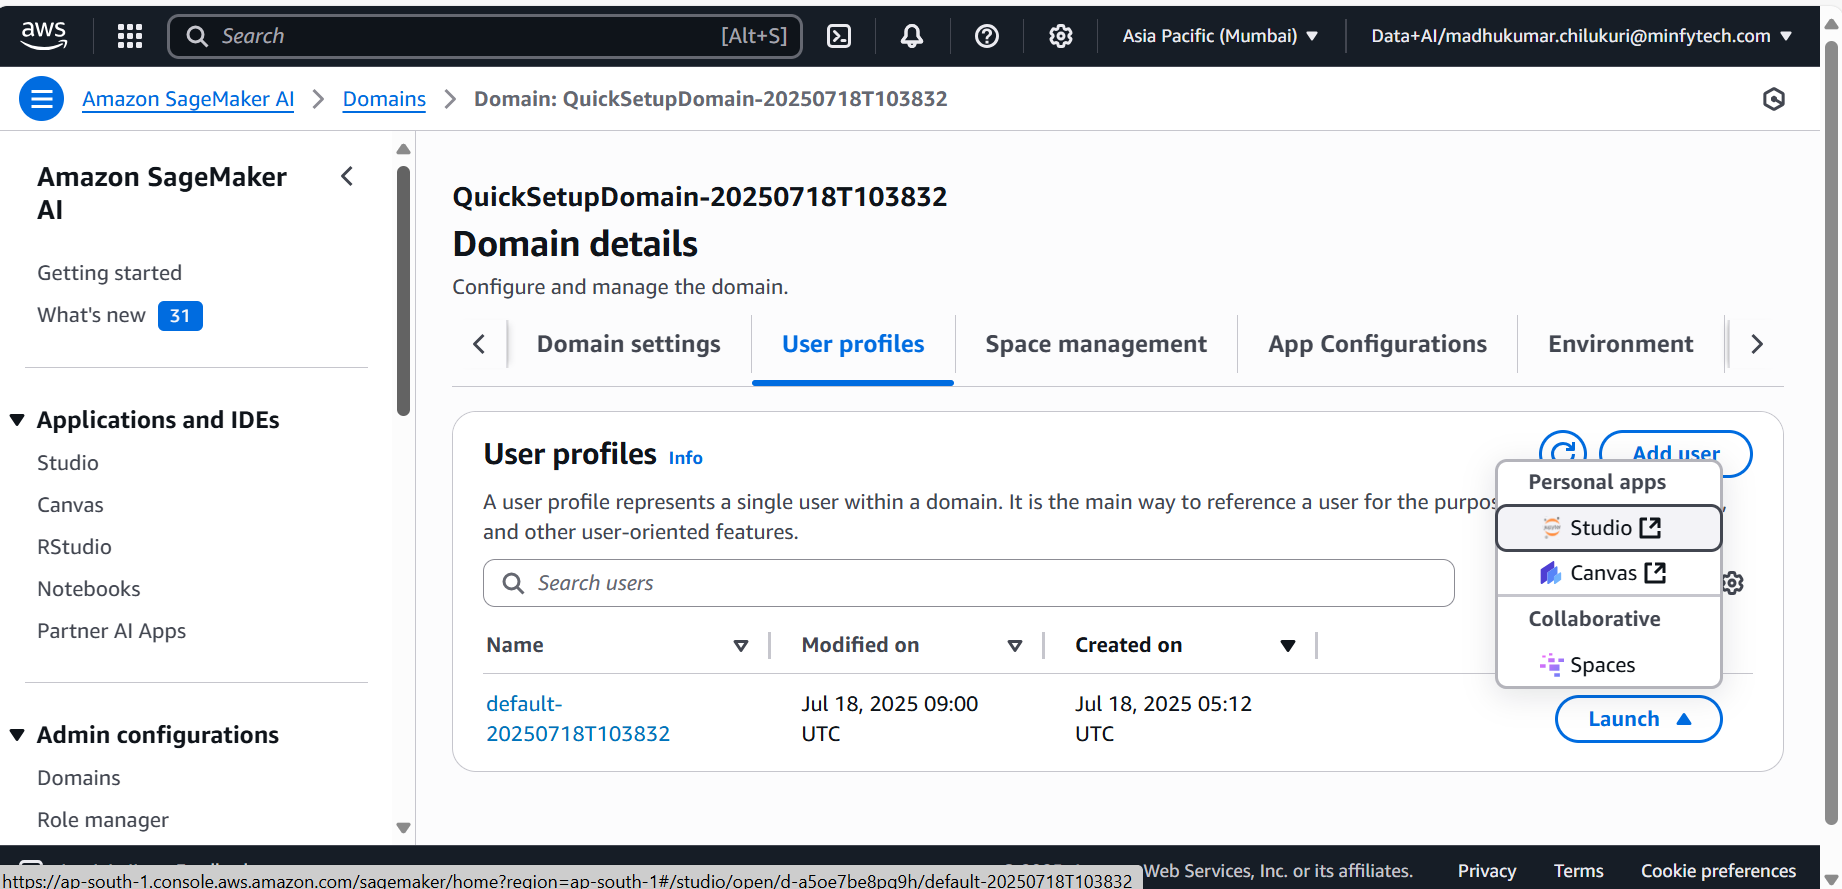 aws
Search
[Alt+S]
Asia Pacific (Mumbai)
Data+AI/madhukumar.chilukuri@minfytech.com
Amazon SageMaker AI
Domains
Domain: QuickSetupDomain-20250718T103832
Amazon SageMaker
AI
Getting started
What's new 31
Applications and IDEs
Studio
Canvas
RStudio
Notebooks
Partner AI Apps
Admin configurations
Domains
Role manager
QuickSetupDomain-20250718T103832
Domain details
Configure and manage the domain.
Domain settings
User profiles
Space management
App Configurations
Environment
User profiles Info
Add user
A user profile represents a single user within a domain. It is the main way to reference a user for the
and other user-oriented features.
Search users
Personal apps
Studio
Canvas
Collaborative
Spaces
Name
Modified on
Created on
default-
20250718T103832
Jul 18, 2025 09:00
UTC
Jul 18, 2025 05:12
UTC
Launch
Web Services, Inc. or its affiliates.
Privacy
Terms
Cookie preferences
https://ap-south-1.console.aws.amazon.com/sagemaker/home?region=ap-south-1#/studio/open/d-a5oe7be8pq9h/default-20250718T103832